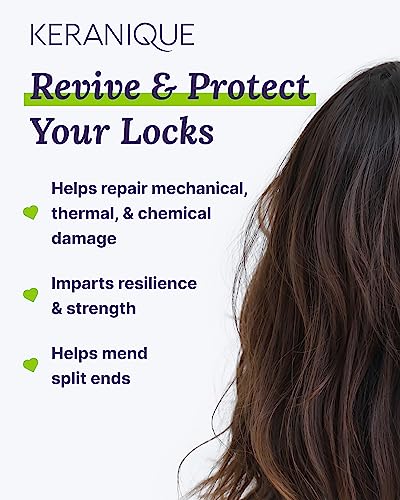 KERANIQUE
Revive & Protect
Your Locks
Helps repair mechanical,
thermal, & chemical
damage
Imparts resilience
& strength
Helps mend
split ends